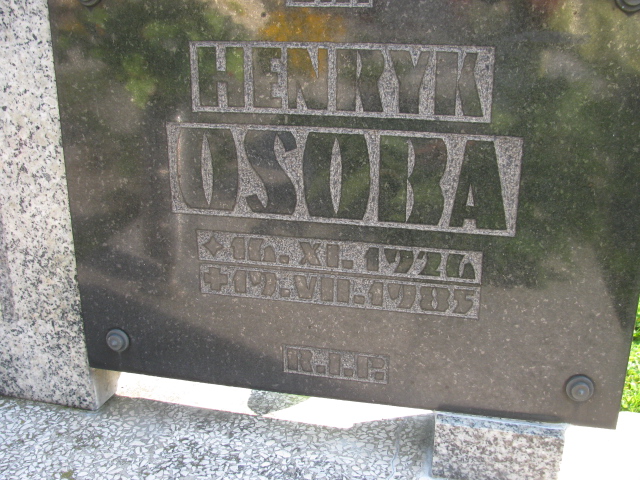 HENRYK
OSOBA
✦ 16. XI. 1926
✝ 19. VII. 1985
R.I.P.